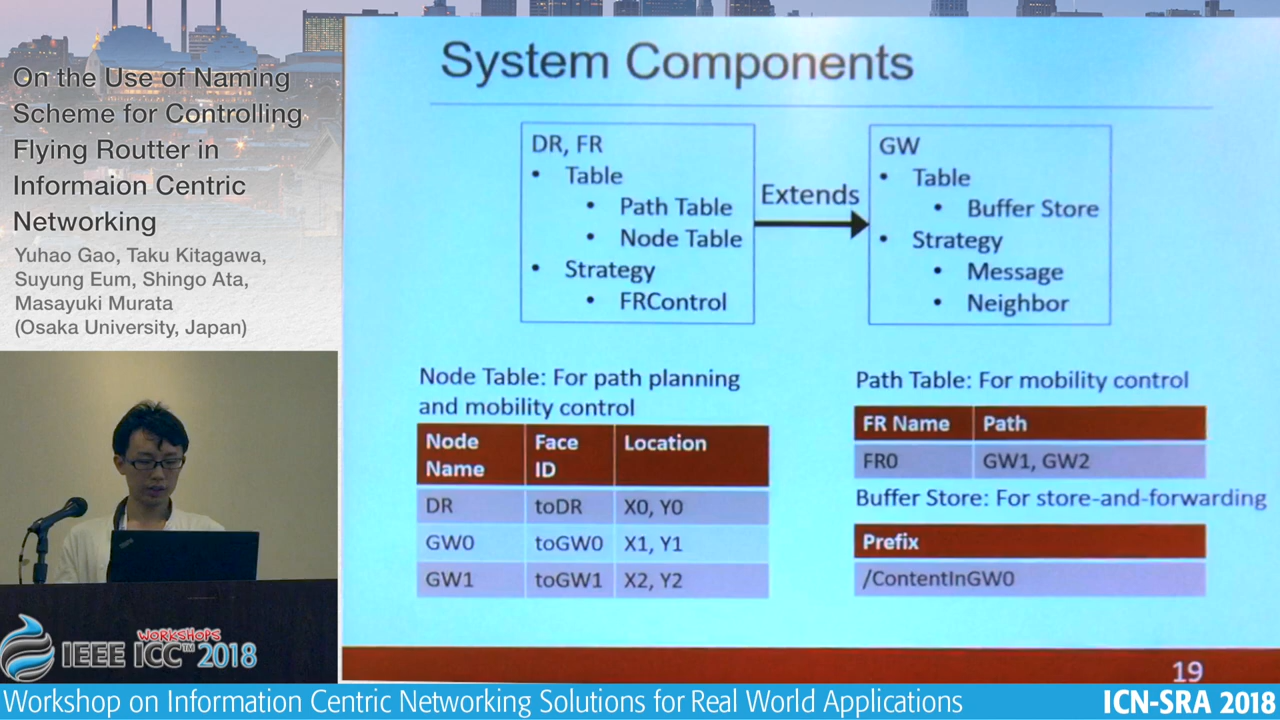 On the Use of Naming
Scheme for Controlling
Flying Routter in
Informaion Centric
Networking
Yuhao Gao, Taku Kitagawa,
Suyung Eum, Shingo Ata,
Masayuki Murata
(Osaka University, Japan)
WORKSHOPS
IEEE ICC™ 2018
System Components
DR, FR
• Table
• Path Table
• Node Table
• Strategy
• FRControl
Extends
GW
• Table
• Buffer Store
• Strategy
• Message
• Neighbor
Node Table: For path planning
and mobility control
Node Name Face ID Location
DR toDR X0, Y0
GW0 toGW0 X1, Y1
GW1 toGW1 X2, Y2
Path Table: For mobility control
FR Name Path
FR0 GW1, GW2
Buffer Store: For store-and-forwarding
Prefix
/ContentInGW0
19
Workshop on Information Centric Networking Solutions for Real World Applications
ICN-SRA 2018